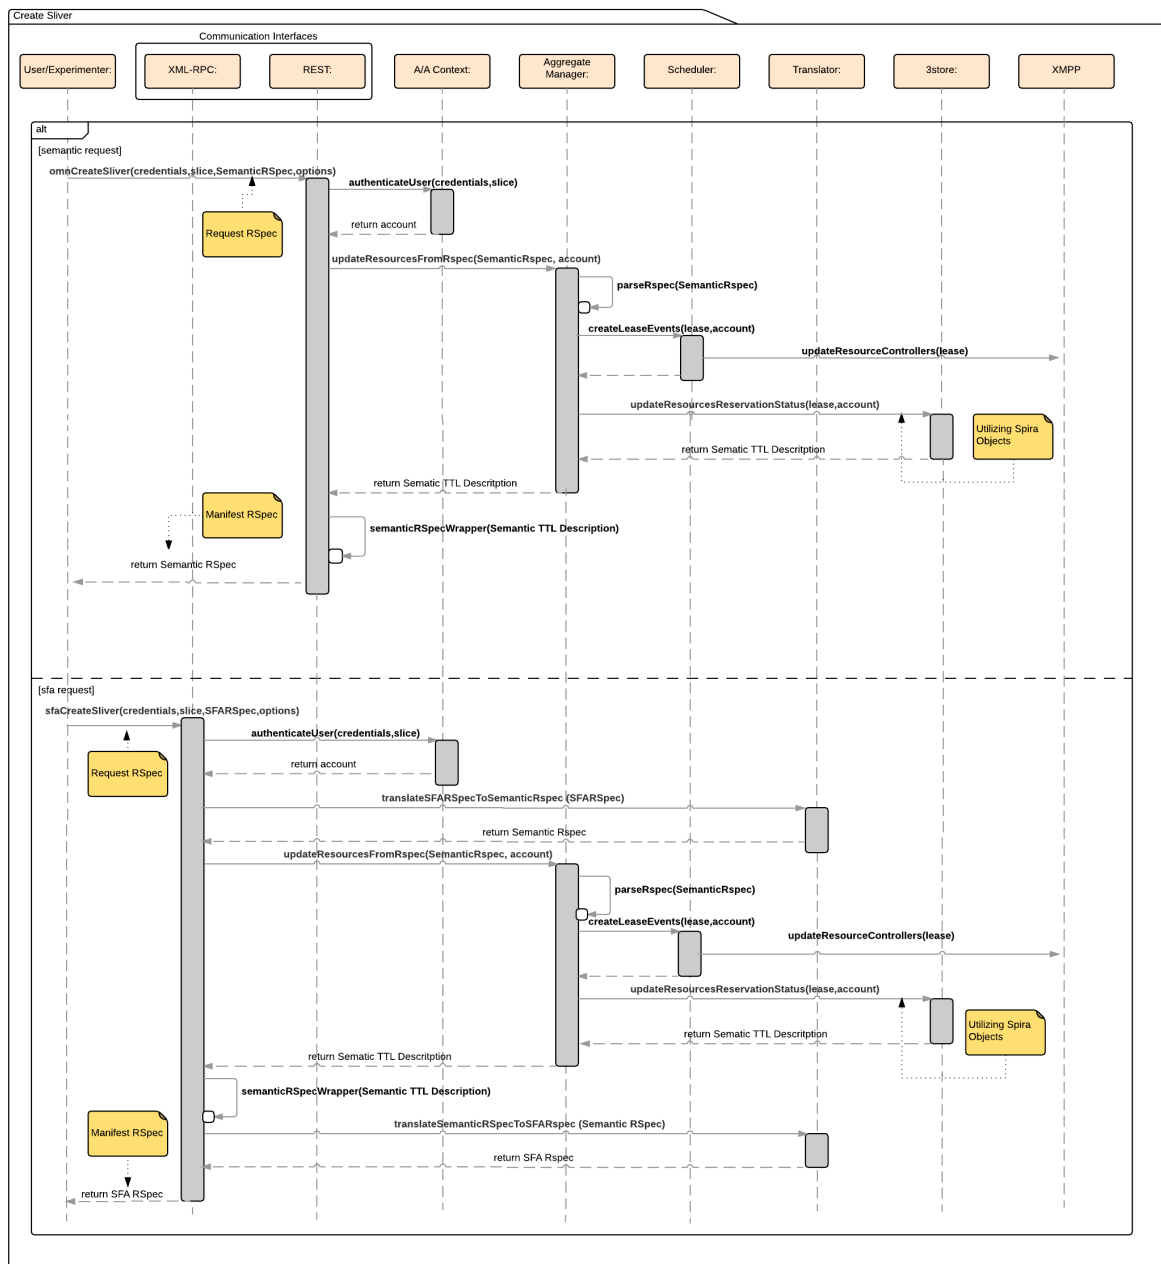 Create Sliver
Communication Interfaces
User/Experimenter:
XML-RPC:
REST:
A/A Context:
Aggregate
Manager:
Scheduler:
Translator:
3store:
XMPP
alt
[semantic request]
omnCreateSliver(credentials,slice,SemanticRSpec,options)
authenticateUser(credentials,slice)
Request RSpec
return account
updateResourcesFromRspec(SemanticRspec, account)
parseRspec(SemanticRspec)
createLeaseEvents(lease,account)
updateResourceControllers(lease)
updateResourcesReservationStatus(lease,account)
Utilizing Spira
Objects
return Sematic TTL Descritption
return Sematic TTL Descritption
Manifest RSpec
semanticRSpecWrapper(Semantic TTL Description)
return Semantic RSpec
[sfa request]
sfaCreateSliver(credentials,slice,SFARSpec,options)
authenticateUser(credentials,slice)
Request RSpec
return account
translateSFARSpecToSemanticRspec (SFARSpec)
return Semantic Rspec
updateResourcesFromRspec(SemanticRspec, account)
parseRspec(SemanticRspec)
createLeaseEvents(lease,account)
updateResourceControllers(lease)
updateResourcesReservationStatus(lease,account)
Utilizing Spira
Objects
return Sematic TTL Descritption
return Sematic TTL Descritption
semanticRSpecWrapper(Semantic TTL Description)
Manifest RSpec
translateSemanticRSpecToSFARspec (Semantic RSpec)
return SFA Rspec
return SFA RSpec